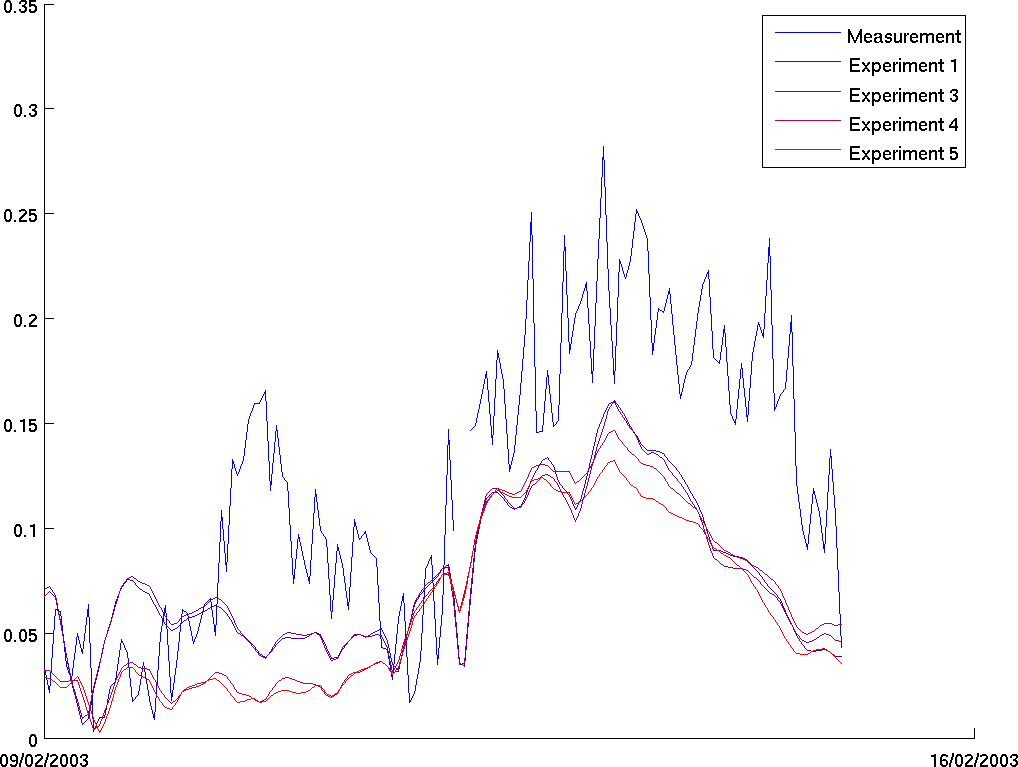 0.35
Measurement
Experiment 1
Experiment 3
Experiment 4
Experiment 5
0.3
0.25
0.2
0.15
0.1
0.05
0
09/02/2003
16/02/2003